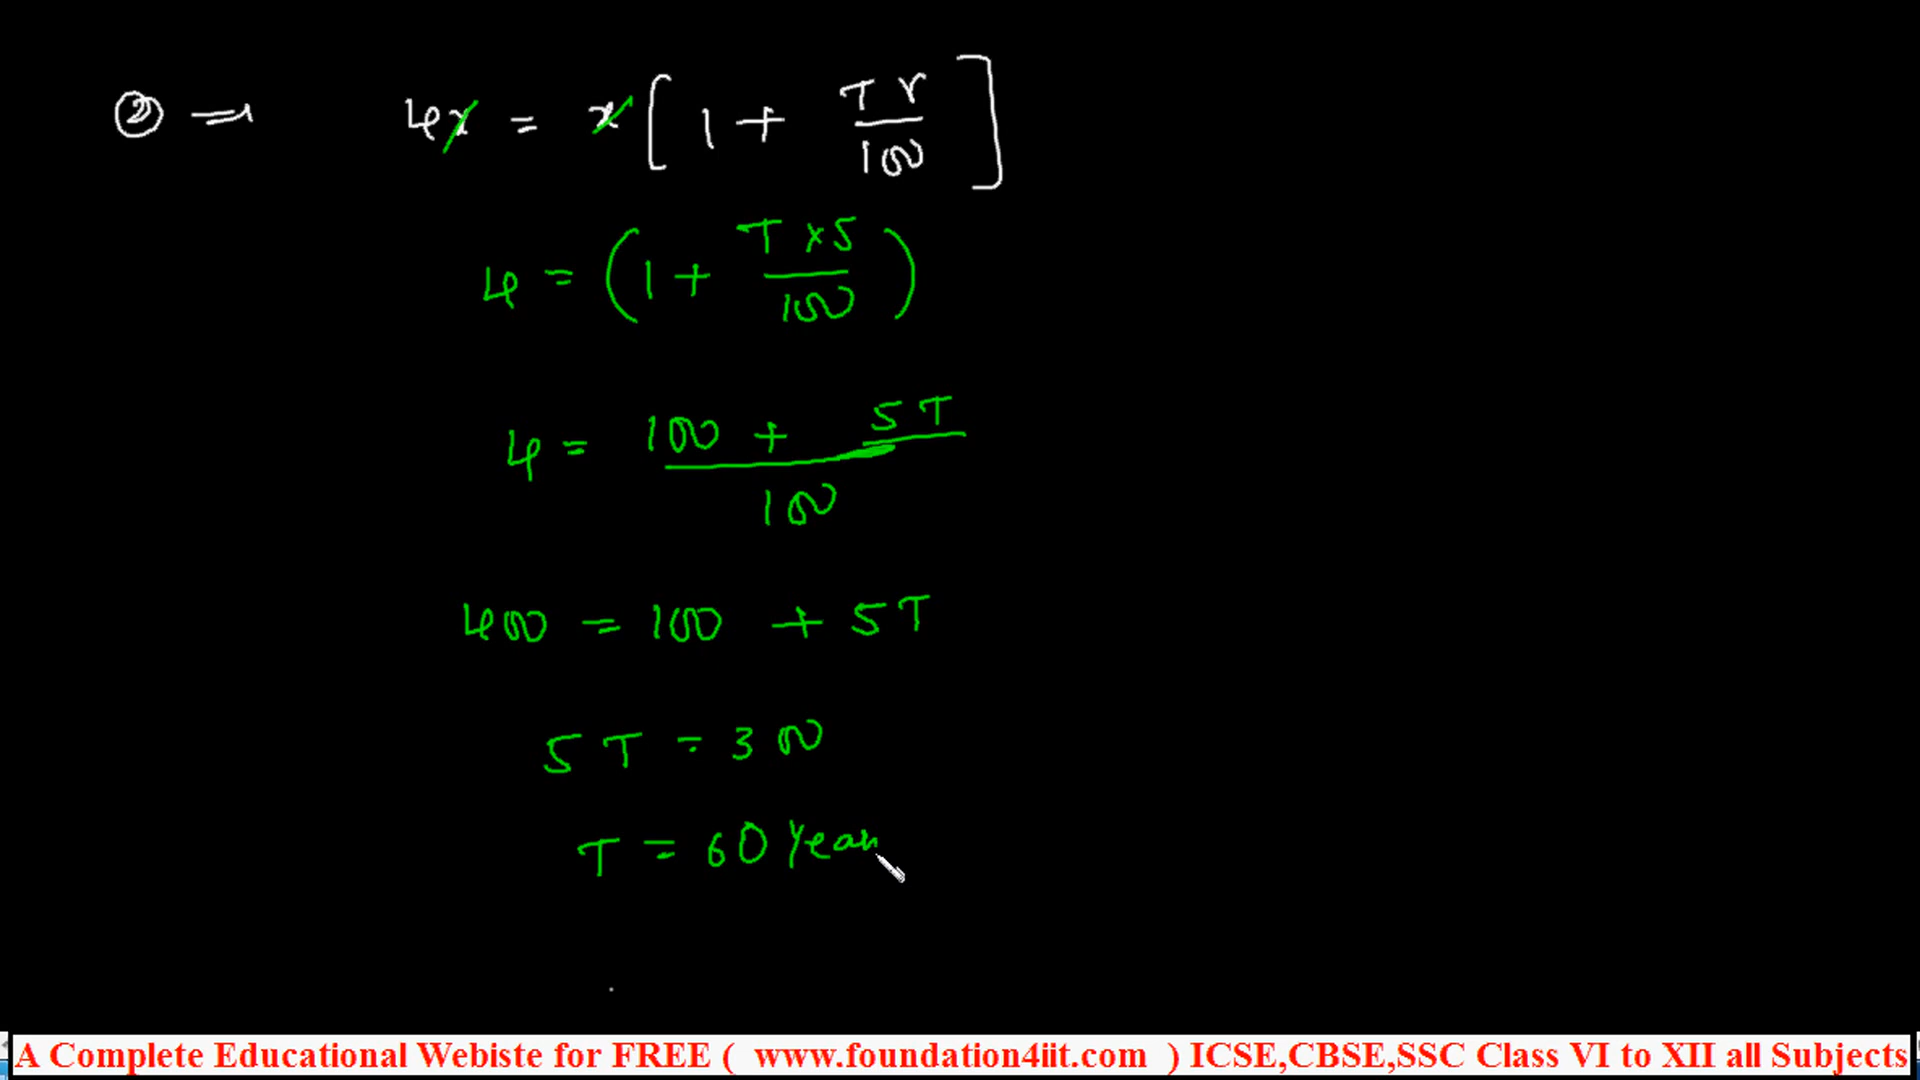 ② ⇒ 4x = x [ 1 + Tr/100 ]
4 = ( 1 + T×5/100 )
4 = 100 + 5T / 100
400 = 100 + 5T
5T = 300
T = 60 Years
A Complete Educational Webiste for FREE ( www.foundation4iit.com ) ICSE,CBSE,SSC Class VI to XII all Subjects